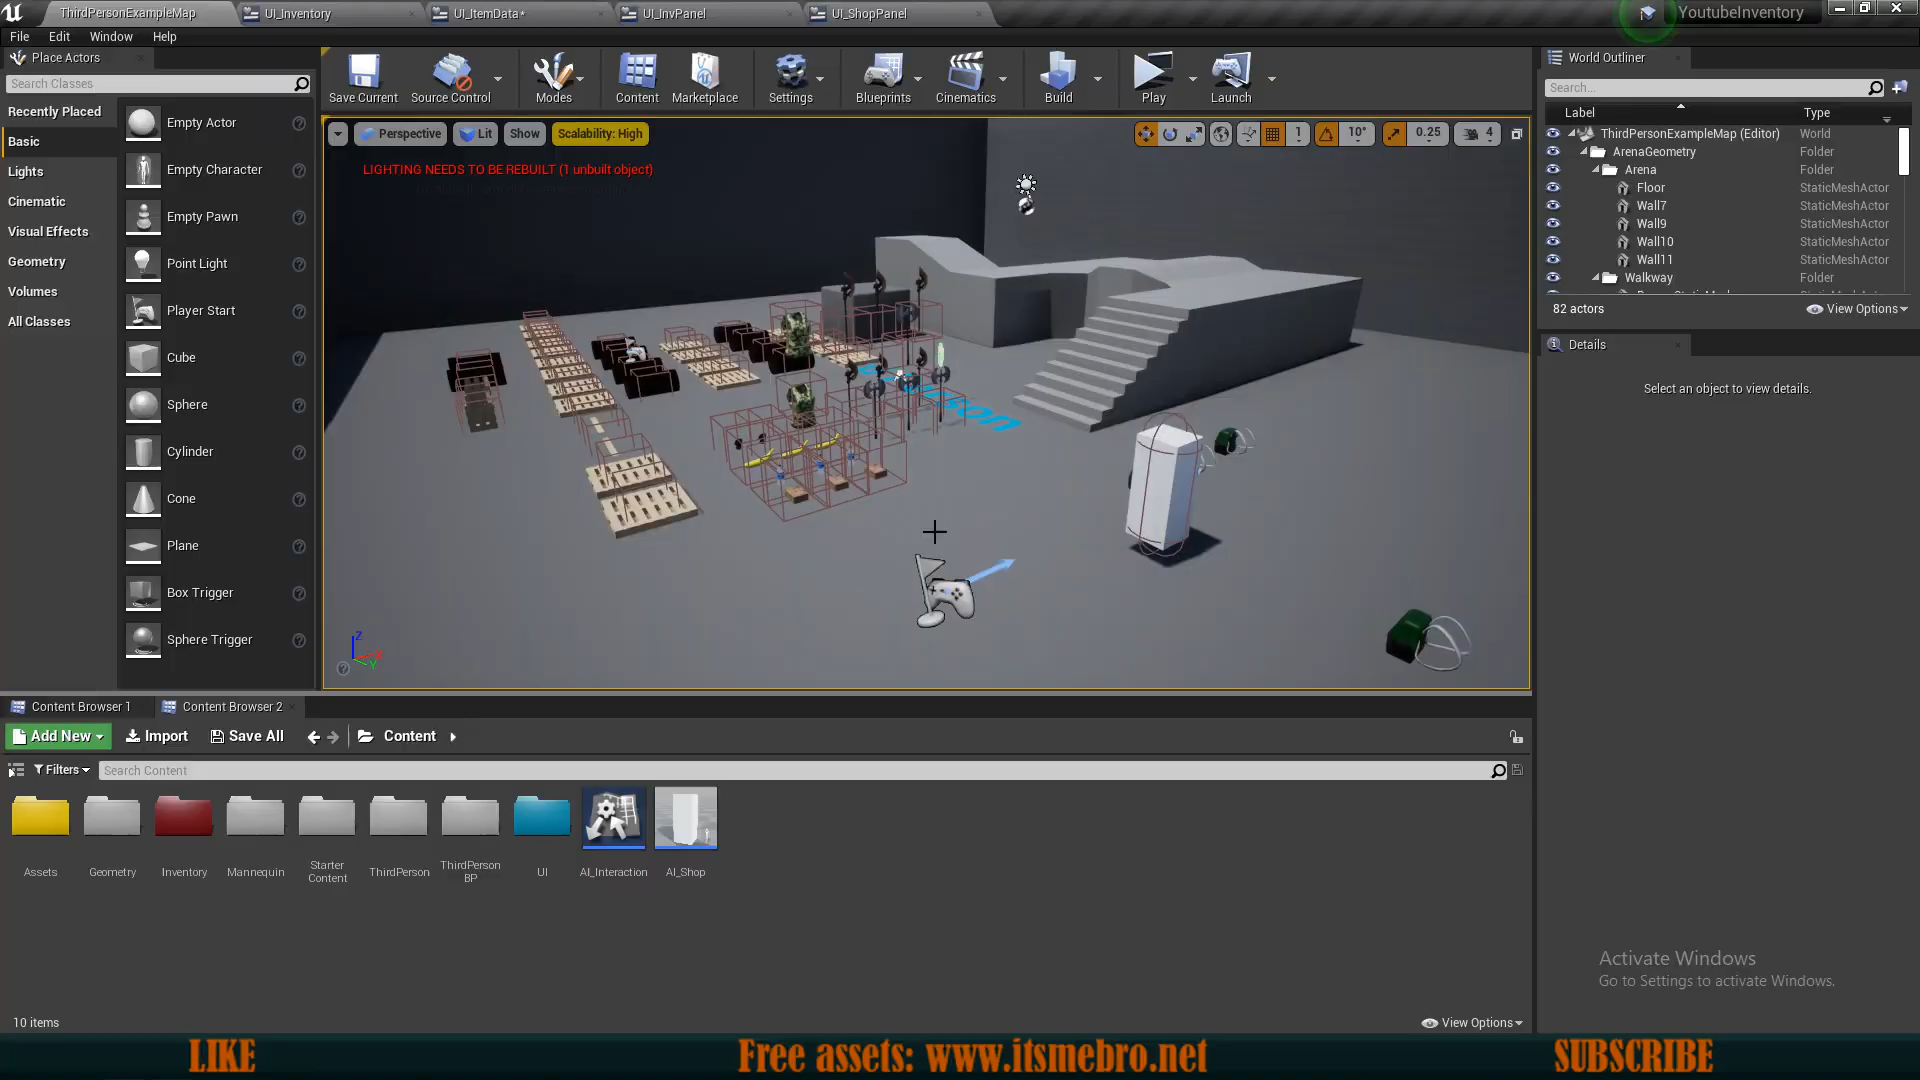 ThirdPersonExampleMap
UI_Inventory
UI_ItemData*
UI_InvPanel
UI_ShopPanel
YoutubeInventory
File Edit Window Help
Place Actors
Search Classes
Recently Placed
Basic
Lights
Cinematic
Visual Effects
Geometry
Volumes
All Classes
Empty Actor
Empty Character
Empty Pawn
Point Light
Player Start
Cube
Sphere
Cylinder
Cone
Plane
Box Trigger
Sphere Trigger
Save Current
Source Control
Modes
Content
Marketplace
Settings
Blueprints
Cinematics
Build
Play
Launch
Perspective
Lit
Show
Scalability: High
1
10°
0.25
4
LIGHTING NEEDS TO BE REBUILT (1 unbuilt object)
Z
X
Y
World Outliner
Search...
Label Type
ThirdPersonExampleMap (Editor) World
ArenaGeometry Folder
Arena Folder
Floor StaticMeshActor
Wall7 StaticMeshActor
Wall9 StaticMeshActor
Wall10 StaticMeshActor
Wall11 StaticMeshActor
Walkway Folder
82 actors
View Options
Details
Select an object to view details.
Content Browser 1
Content Browser 2
Add New
Import
Save All
Content
Filters
Search Content
Assets
Geometry
Inventory
Mannequin
Starter
Content
ThirdPerson
ThirdPerson
BP
UI
AI_Interaction
AI_Shop
10 items
View Options
Activate Windows
Go to Settings to activate Windows.
LIKE
Free assets: www.itsmebro.net
SUBSCRIBE